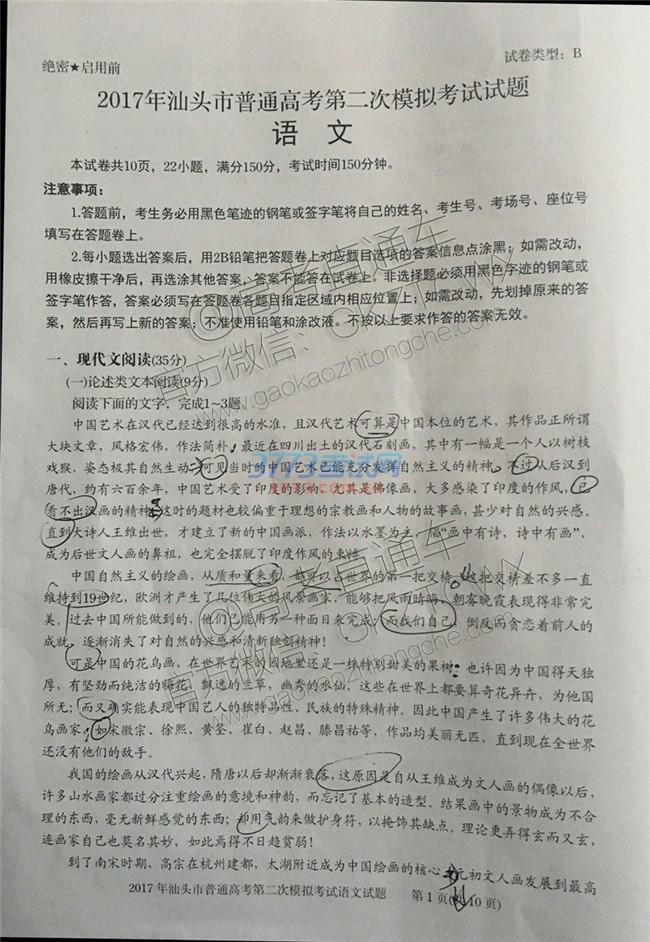 绝密★启用前
试卷类型：B
2017年汕头市普通高考第二次模拟考试试题
语 文
本试卷共10页，22小题，满分150分，考试时间150分钟。
注意事项：
1.答题前，考生务必用黑色笔迹的钢笔或签字笔将自己的姓名、考生号、考场号、座位号
填写在答题卷上。
2.每小题选出答案后，用2B铅笔把答题卷上对应题目选项的答案信息点涂黑；如需改动，
用橡皮擦干净后，再选涂其他答案，答案不能答在试卷上。非选择题必须用黑色字迹的钢笔或
签字笔作答，答案必须写在答题卷各题目指定区域内相应位置上；如需改动，先划掉原来的答
案，然后再写上新的答案；不准使用铅笔和涂改液。不按以上要求作答的答案无效。
一、现代文阅读(35分)
(一)论述类文本阅读(9分)
阅读下面的文字，完成1～3题。
中国艺术在汉代已经达到很高的水准，且汉代艺术可算是中国本位的艺术，其作品正所谓
大块文章，风格宏伟，作法简朴，最近在四川出土的汉代石刻画，其中有一幅是一个人以树枝
戏猴，姿态极其自然生动，可见当时的中国艺术已能充分发挥自然主义的精神。不过从后汉到
唐代，约有六百余年，中国艺术受了印度的影响，尤其是佛像画，大多感染了印度的作风，已
看不出汉画的精神 这时的题材也较偏重于理想的宗教画和人物的故事画，甚少对自然的兴感。
直到大诗人王维出世，才建立了新的中国画派，作法以水墨为主，倡“画中有诗，诗中有画”，
成为后世文人画的鼻祖，也完全摆脱了印度作风的束缚。
中国自然主义的绘画，从质和量来看，都可以占世界的第一把交椅 这把交椅差不多一直
维持到19世纪，欧洲才产生了几位伟大的风景画家，能够把风雨晴晦，朝雾晚霞表现得非常完
美，过去中国所能做到的，他们已能用另一种面目来完成；而我们自己，倒反因贪恋着前人的
成就，逐渐消失了对自然的兴感和清新独创精神！
可是中国的花鸟画，在世界艺术的园地里还是一株特别甜美的果树 也许因为中国得天独
厚，有坚劲而纯洁的梅花，飘逸的兰草，幽香的水仙，这些在世界上都要算奇花异卉，为他国
所无；而又确实能表现中国艺人的独特品性、民族的特殊精神。因此中国产生了许多伟大的花
鸟画家，如宋徽宗、徐熙、黄筌、崔白、赵昌、滕昌祐等，作品均美丽无匹，直到现在全世界
还没有他们的敌手。
我国的绘画从汉代兴起，隋唐以后却渐渐衰落，这原因是自从王维成为文人画的偶像以后，
许多山水画家都过分注重绘画的意境和神韵，而忘记了基本的造型。结果画中的景物成为不合
理的东西，毫无新鲜感觉的东西；却用气韵来做护身符，以掩饰其缺点。理论更弄得玄而又玄，
连画家自己也莫名其妙，如此焉得不日趋贫弱！
到了南宋时期，高宗在杭州建都，太湖附近成为中国绘画的核心 元初文人画发展到最高
2017年汕头市普通高考第二次模拟考试语文试题
第1页(共10页)
3773考试网
@高考直通车
官方微信：GKZTCWX
www.gaokaozhitongche.com
@高考直通车
www.gaokaozhitongche.com